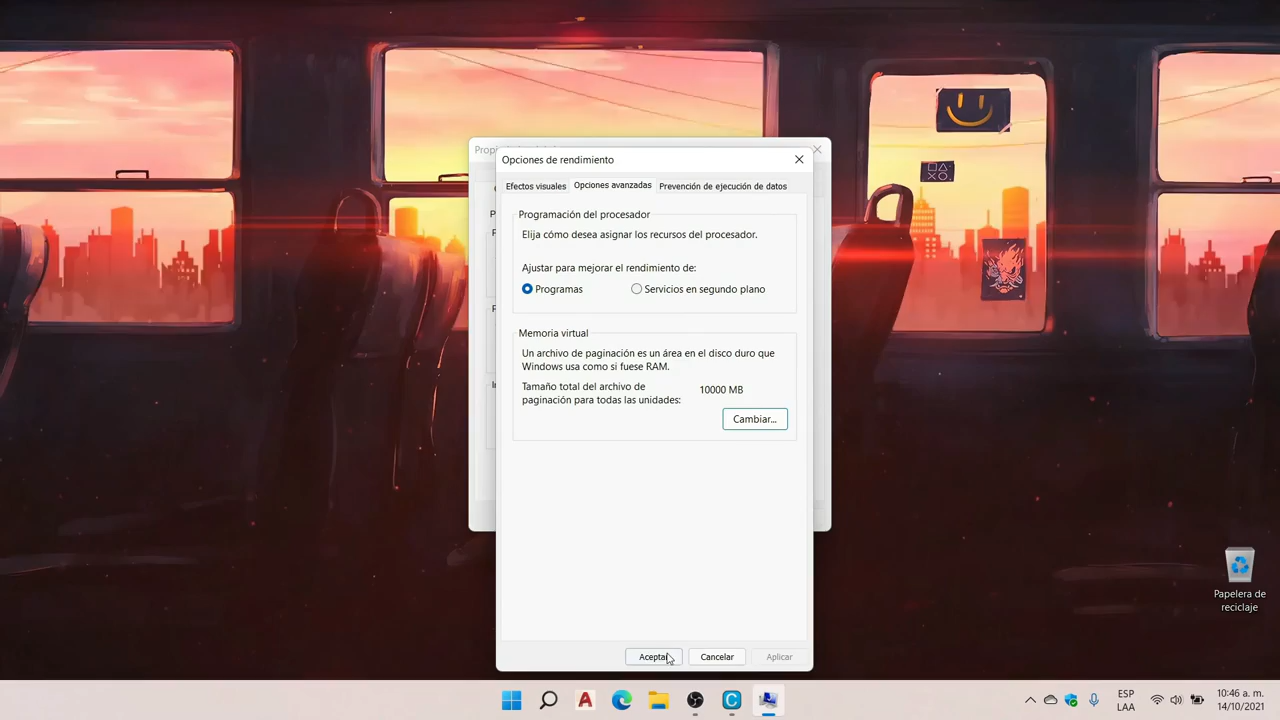 Opciones de rendimiento
Efectos visuales
Opciones avanzadas
Prevención de ejecución de datos
Programación del procesador
Elija cómo desea asignar los recursos del procesador.
Ajustar para mejorar el rendimiento de:
Programas
Servicios en segundo plano
Memoria virtual
Un archivo de paginación es un área en el disco duro que
Windows usa como si fuese RAM.
Tamaño total del archivo de
paginación para todas las unidades:
10000 MB
Cambiar...
Aceptar
Cancelar
Aplicar
Papelera de
reciclaje
ESP
LAA
10:46 a. m.
14/10/2021